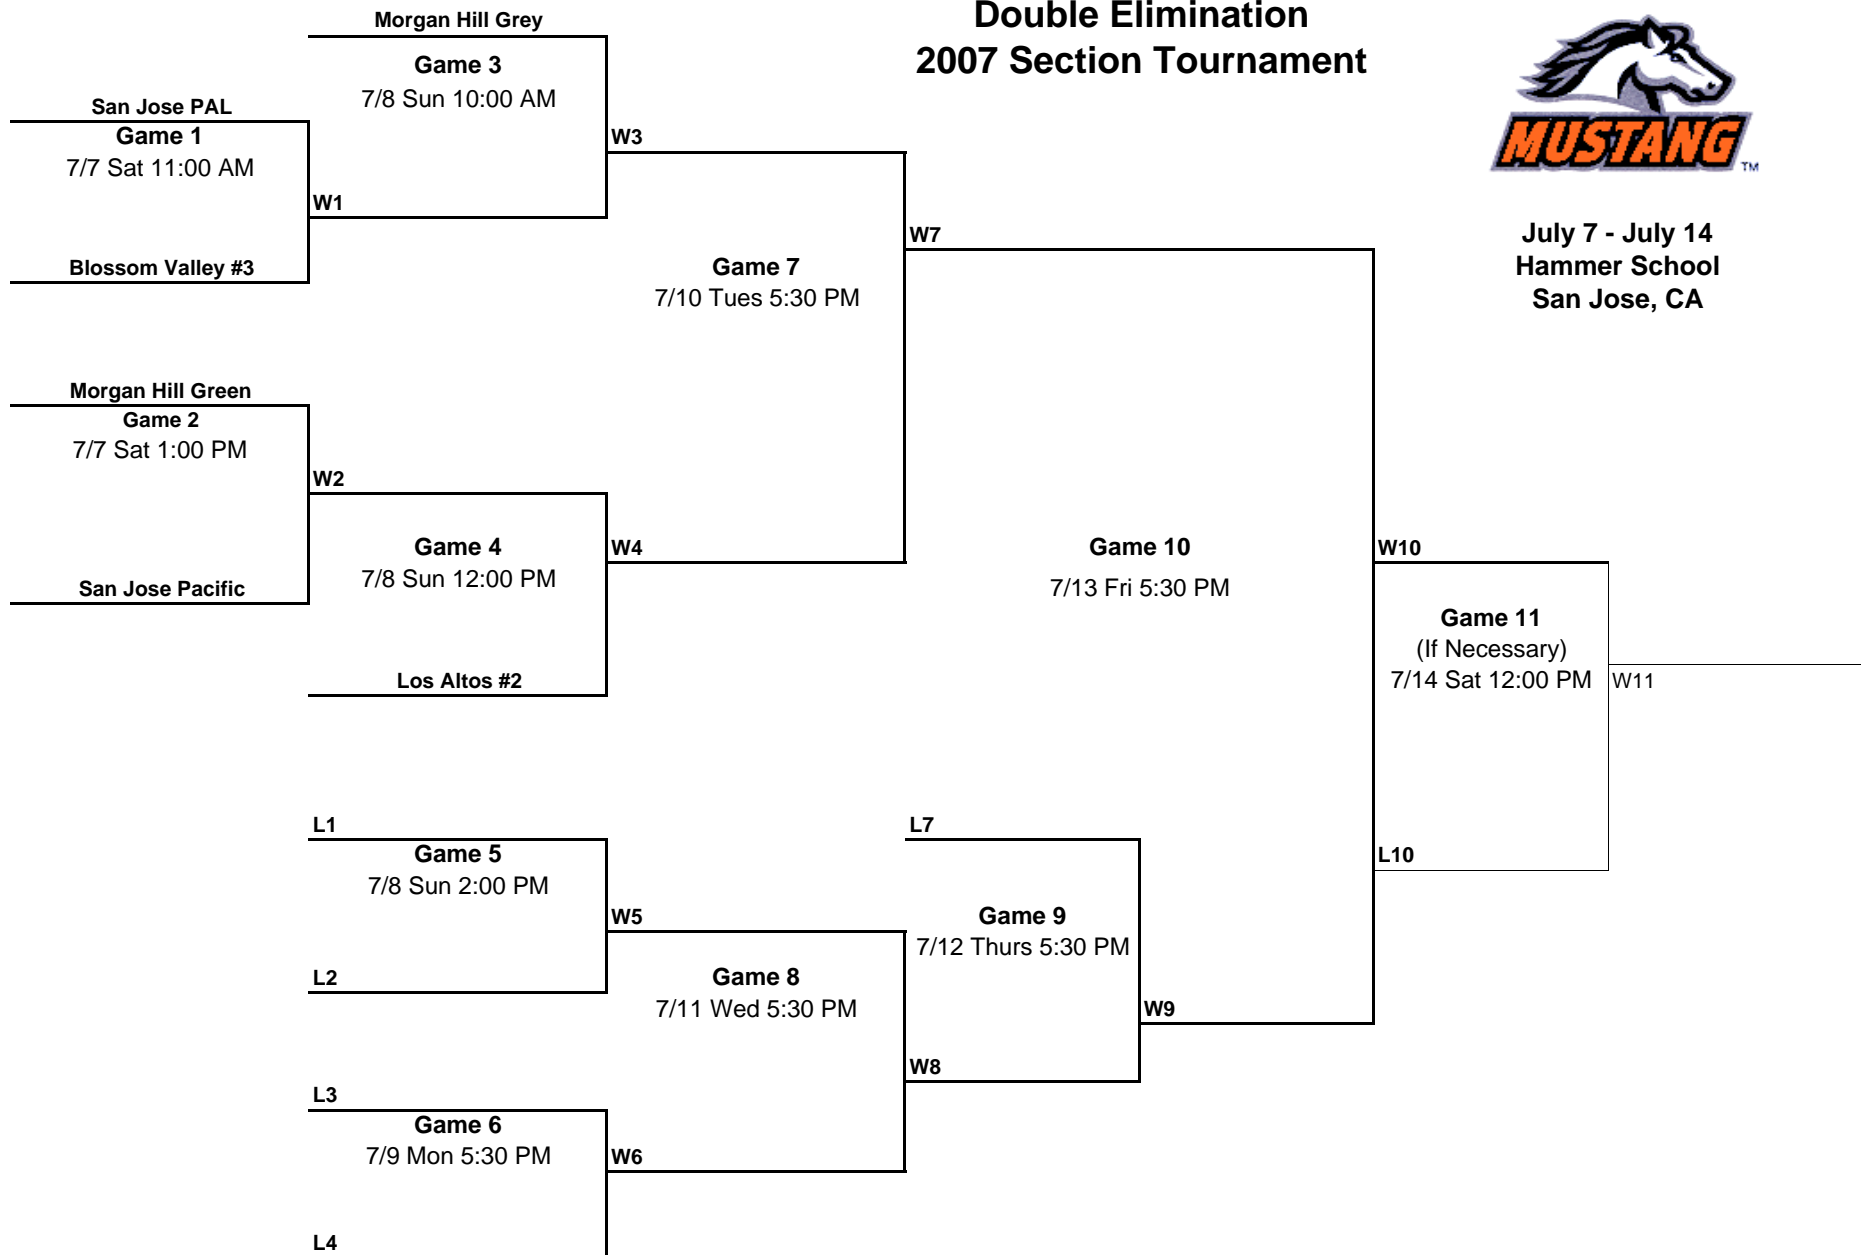 Double Elimination
2007 Section Tournament
MUSTANG
TM
July 7 - July 14
Hammer School
San Jose, CA
Morgan Hill Grey
Game 3
7/8 Sun 10:00 AM
San Jose PAL
Game 1
7/7 Sat 11:00 AM
W3
W1
W7
Blossom Valley #3
Game 7
7/10 Tues 5:30 PM
Morgan Hill Green
Game 2
7/7 Sat 1:00 PM
W2
Game 4
7/8 Sun 12:00 PM
W4
Game 10
7/13 Fri 5:30 PM
W10
San Jose Pacific
Game 11
(If Necessary)
7/14 Sat 12:00 PM
W11
Los Altos #2
L1
Game 5
7/8 Sun 2:00 PM
L7
L10
W5
Game 9
7/12 Thurs 5:30 PM
L2
Game 8
7/11 Wed 5:30 PM
W9
W8
L3
Game 6
7/9 Mon 5:30 PM
W6
L4